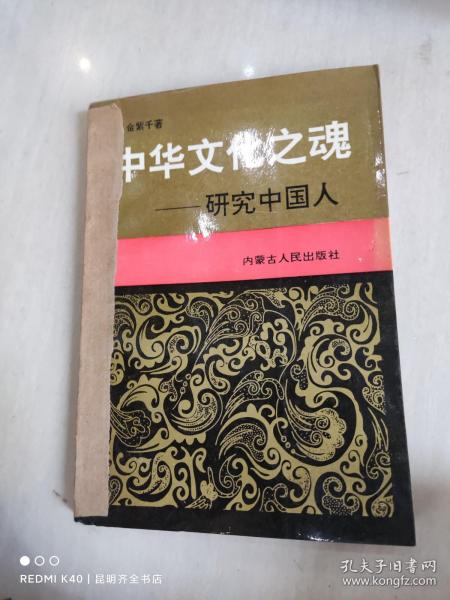 金紫千著
中华文化之魂
——研究中国人
内蒙古人民出版社
REDMI K40 | 昆明齐全书店
孔夫子旧书网
www.kongfz.com